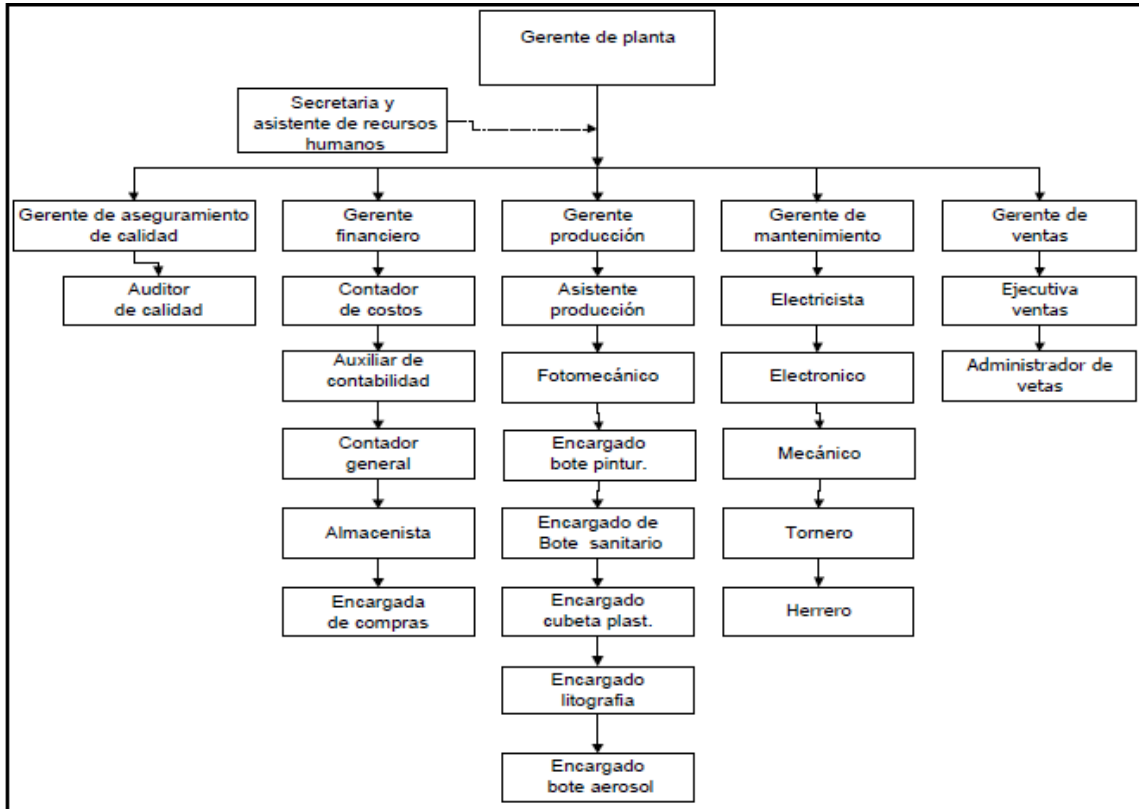 Gerente de planta
Secretaria y
asistente de recursos
humanos
Gerente de aseguramiento
de calidad
Auditor
de calidad
Gerente
financiero
Contador
de costos
Auxiliar de
contabilidad
Contador
general
Almacenista
Encargada
de compras
Gerente
producción
Asistente
producción
Fotomecánico
Encargado
bote pintur.
Encargado de
Bote sanitario
Encargado
cubeta plast.
Encargado
litografia
Encargado
bote aerosol
Gerente de
mantenimiento
Electricista
Electronico
Mecánico
Tornero
Herrero
Gerente de
ventas
Ejecutiva
ventas
Administrador de
vetas